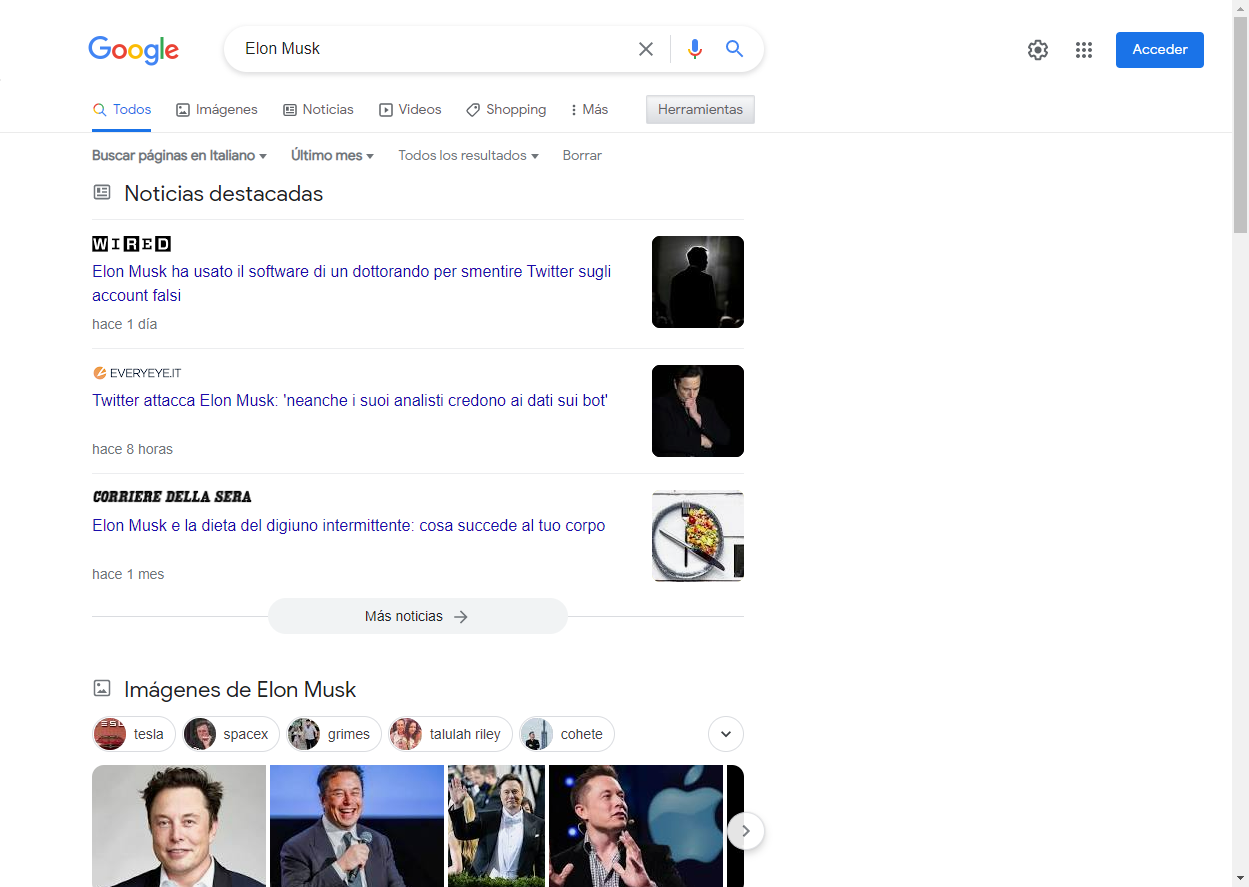 Google
Elon Musk
Acceder
Todos
Imágenes
Noticias
Videos
Shopping
Más
Herramientas
Buscar páginas en Italiano
Último mes
Todos los resultados
Borrar
Noticias destacadas
WIRED
Elon Musk ha usato il software di un dottorando per smentire Twitter sugli
account falsi
hace 1 día
EVERYEYE.IT
Twitter attacca Elon Musk: 'neanche i suoi analisti credono ai dati sui bot'
hace 8 horas
CORRIERE DELLA SERA
Elon Musk e la dieta del digiuno intermittente: cosa succede al tuo corpo
hace 1 mes
Más noticias
Imágenes de Elon Musk
tesla
spacex
grimes
talulah riley
cohete